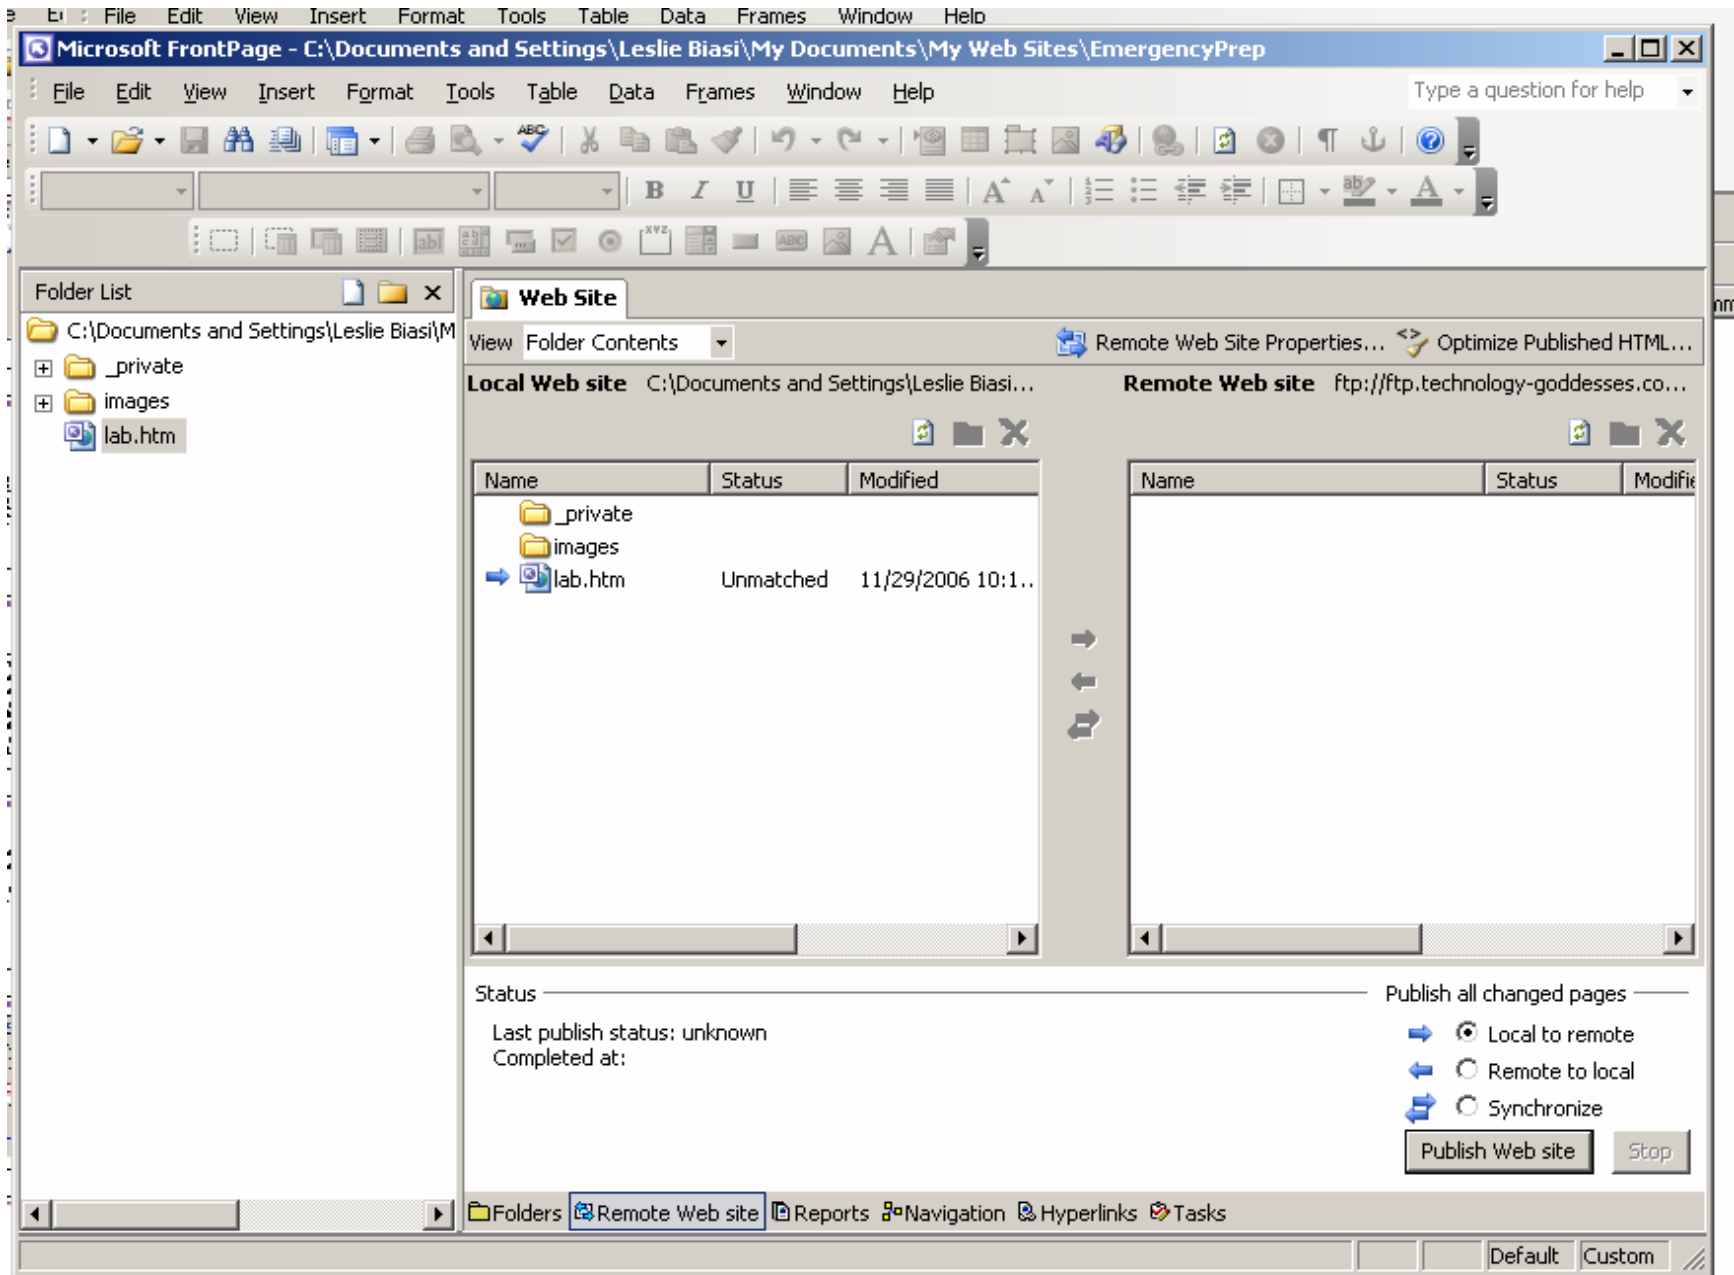 File Edit View Insert Format Tools Table Data Frames Window Help
Microsoft FrontPage - C:\Documents and Settings\Leslie Biasi\My Documents\My Web Sites\EmergencyPrep
File Edit View Insert Format Tools Table Data Frames Window Help
Type a question for help
ABC
B I U A A ab A
abl XYZ ABC A
Folder List
Web Site
C:\Documents and Settings\Leslie Biasi\M
View Folder Contents
Remote Web Site Properties... Optimize Published HTML...
_private
images
lab.htm
Local Web site C:\Documents and Settings\Leslie Biasi...
Remote Web site ftp://ftp.technology-goddesses.co...
Name Status Modified
_private
images
lab.htm Unmatched 11/29/2006 10:1..
Name Status Modifie
Status
Last publish status: unknown
Completed at:
Publish all changed pages
Local to remote
Remote to local
Synchronize
Publish Web site Stop
Folders Remote Web site Reports Navigation Hyperlinks Tasks
Default Custom